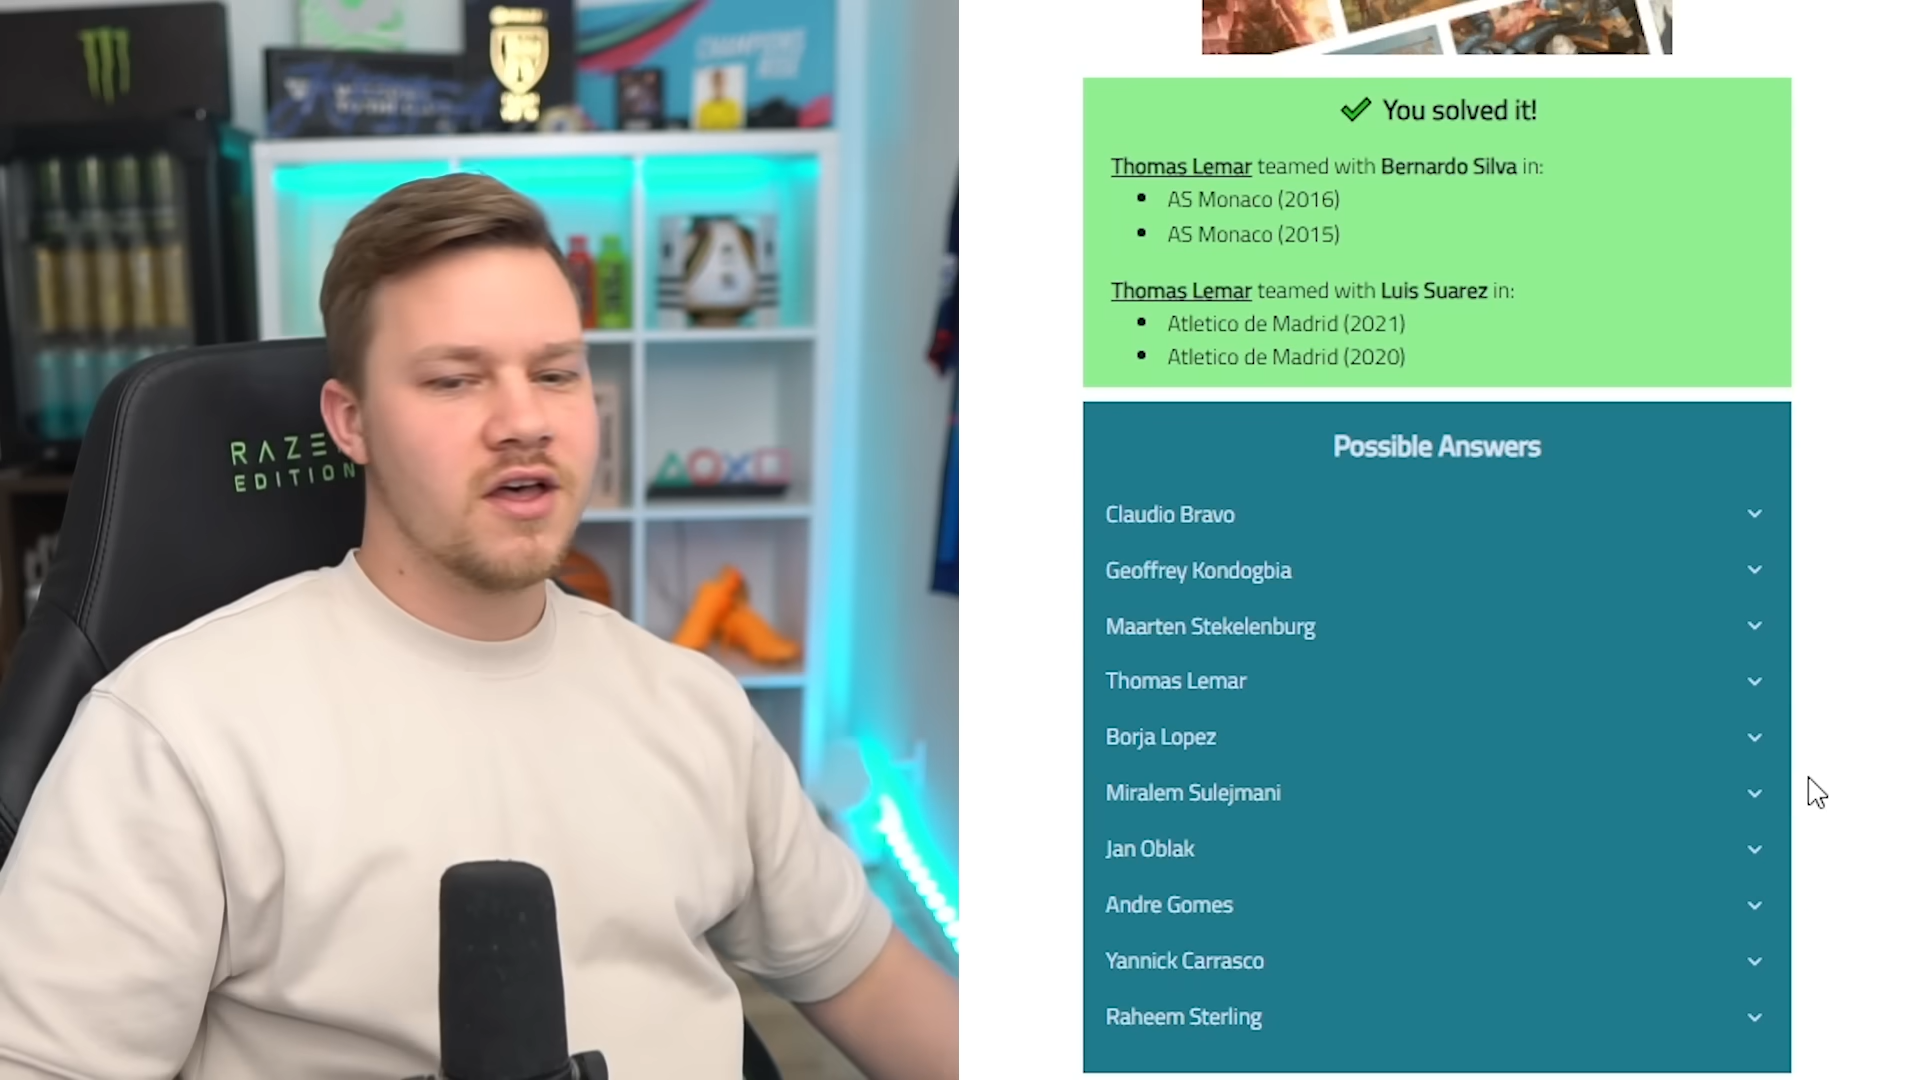 CHAMPIONS
RAZE
EDITION
You solved it!
Thomas Lemar teamed with Bernardo Silva in:
• AS Monaco (2016)
• AS Monaco (2015)
Thomas Lemar teamed with Luis Suarez in:
• Atletico de Madrid (2021)
• Atletico de Madrid (2020)
Possible Answers
Claudio Bravo
Geoffrey Kondogbia
Maarten Stekelenburg
Thomas Lemar
Borja Lopez
Miralem Sulejmani
Jan Oblak
Andre Gomes
Yannick Carrasco
Raheem Sterling